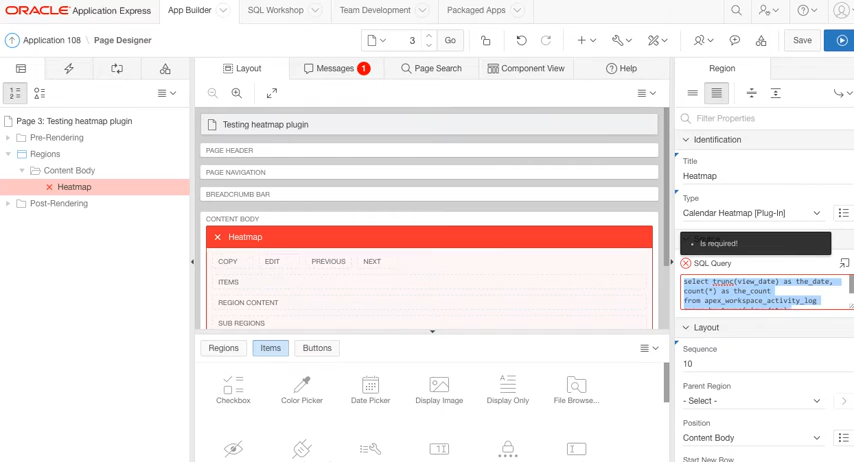 ORACLE Application Express
App Builder
SQL Workshop
Team Development
Packaged Apps
Application 108
Page Designer
3
Go
Save
Layout
Messages 1
Page Search
Component View
Help
Region
Page 3: Testing heatmap plugin
Pre-Rendering
Regions
Content Body
Heatmap
Post-Rendering
Testing heatmap plugin
PAGE HEADER
PAGE NAVIGATION
BREADCRUMB BAR
CONTENT BODY
Heatmap
COPY
EDIT
PREVIOUS
NEXT
ITEMS
REGION CONTENT
SUB REGIONS
Regions
Items
Buttons
Checkbox
Color Picker
Date Picker
Display Image
Display Only
File Browse...
Filter Properties
Identification
Title
Heatmap
Type
Calendar Heatmap [Plug-In]
Is required!
SQL Query
select trunc(view_date) as the_date,
count(*) as the_count
from apex_workspace_activity_log
Layout
Sequence
10
Parent Region
- Select -
Position
Content Body
Start New Row